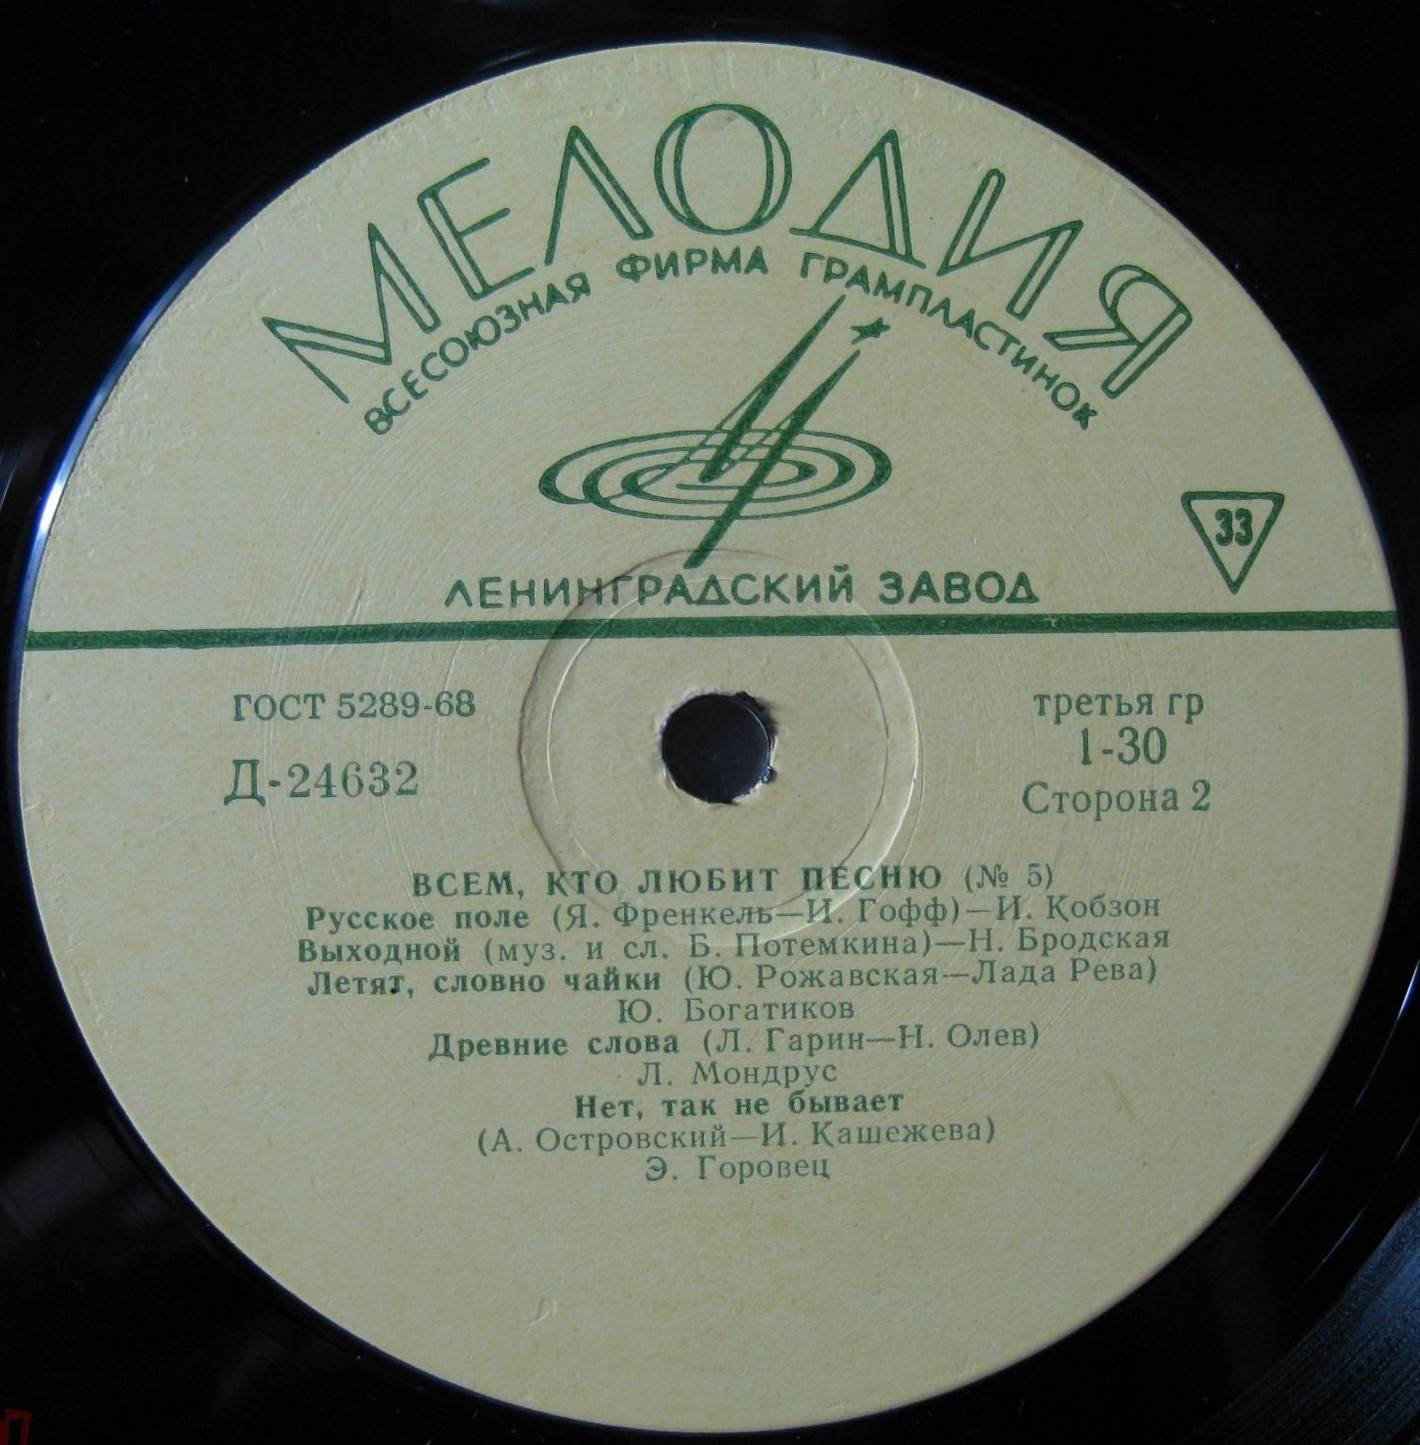 МЕЛОДИЯ
ВСЕСОЮЗНАЯ ФИРМА ГРАМПЛАСТИНОК
33
ЛЕНИНГРАДСКИЙ ЗАВОД
ГОСТ 5289-68
Д-24632
третья гр
1-30
Сторона 2
ВСЕМ, КТО ЛЮБИТ ПЕСНЮ (№ 5)
Русское поле (Я. Френкель—И. Гофф)—И. Кобзон
Выходной (муз. и сл. Б. Потемкина)—Н. Бродская
Летят, словно чайки (Ю. Рожавская—Лада Рева)
Ю. Богатиков
Древние слова (Л. Гарин—Н. Олев)
Л. Мондрус
Нет, так не бывает
(А. Островский—И. Кашежева)
Э. Горовец